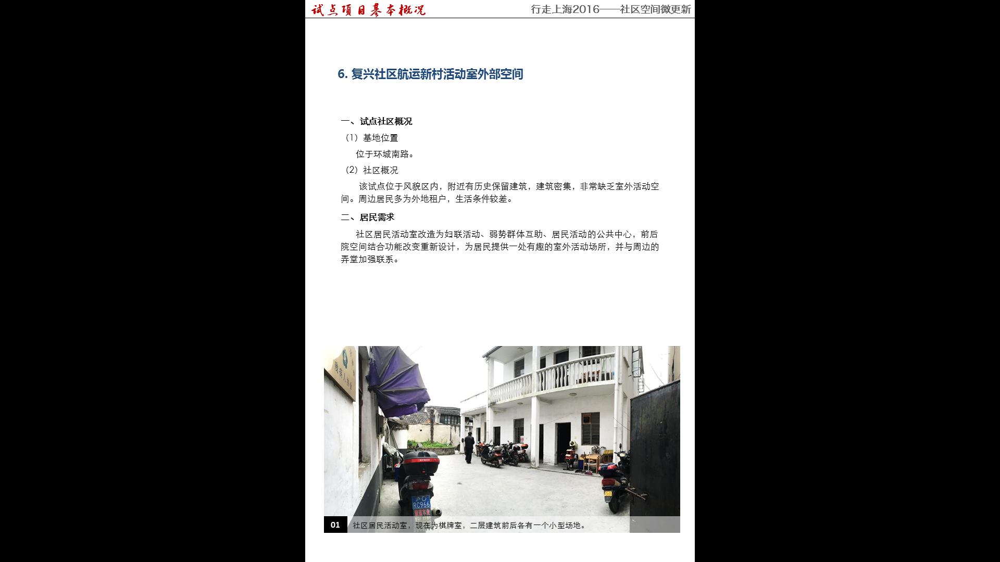 试点项目基本概况
行走上海2016——社区空间微更新
6. 复兴社区航运新村活动室外部空间
一、试点社区概况
（1）基地位置
位于环城南路。
（2）社区概况
该试点位于风貌区内，附近有历史保留建筑，建筑密集，非常缺乏室外活动空
间。周边居民多为外地租户，生活条件较差。
二、居民需求
社区居民活动室改造为妇联活动、弱势群体互助、居民活动的公共中心，前后
院空间结合功能改变重新设计，为居民提供一处有趣的室外活动场所，并与周边的
弄堂加强联系。
KYMCO
沪·D
RC966
01
社区居民活动室，现在为棋牌室，二层建筑前后各有一个小型场地。